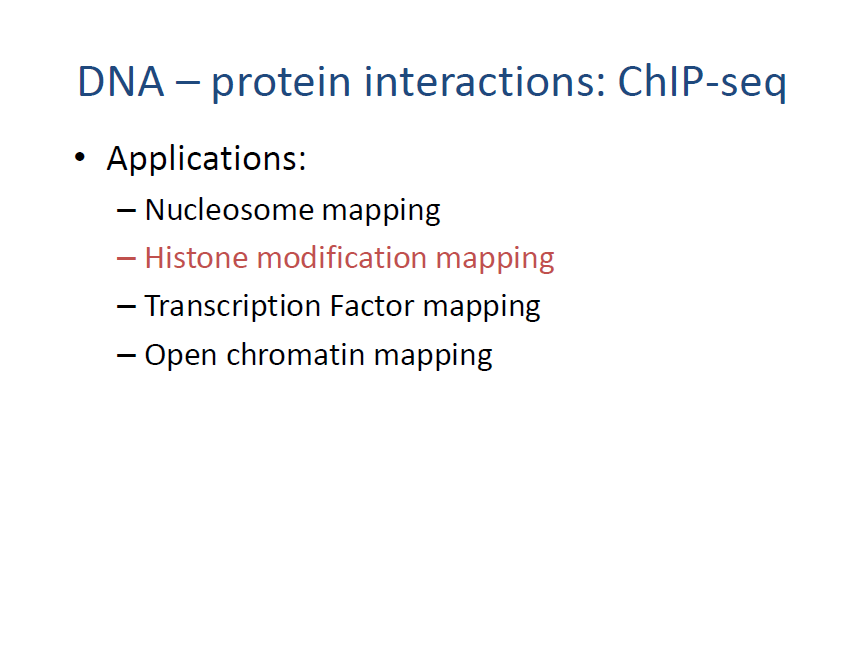 DNA – protein interactions: ChIP-seq
• Applications:
– Nucleosome mapping
– Histone modification mapping
– Transcription Factor mapping
– Open chromatin mapping